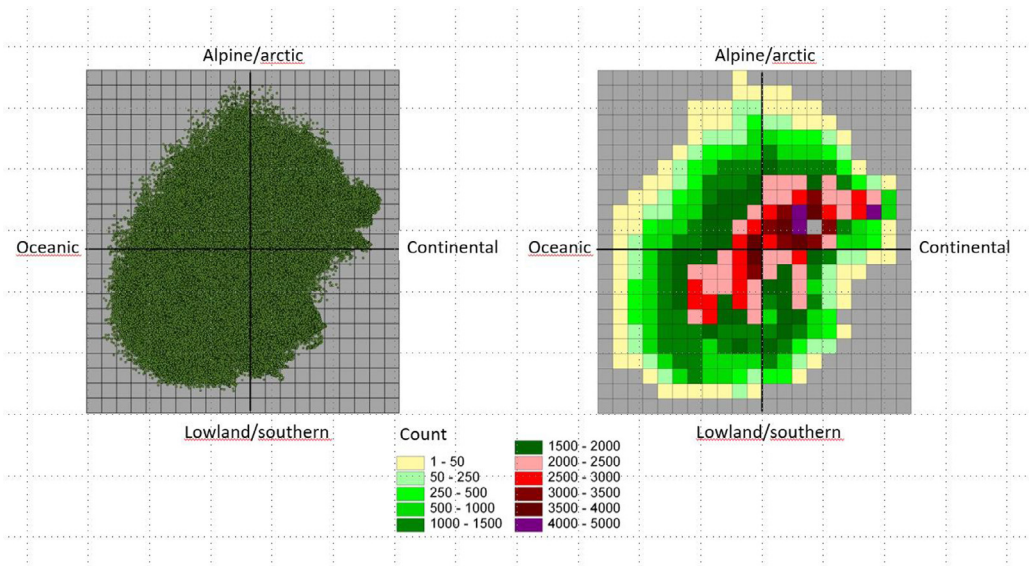 Alpine/arctic
Alpine/arctic
Oceanic
Continental
Oceanic
Continental
Lowland/southern
Lowland/southern
Count
1 - 50
50 - 250
250 - 500
500 - 1000
1000 - 1500
1500 - 2000
2000 - 2500
2500 - 3000
3000 - 3500
3500 - 4000
4000 - 5000